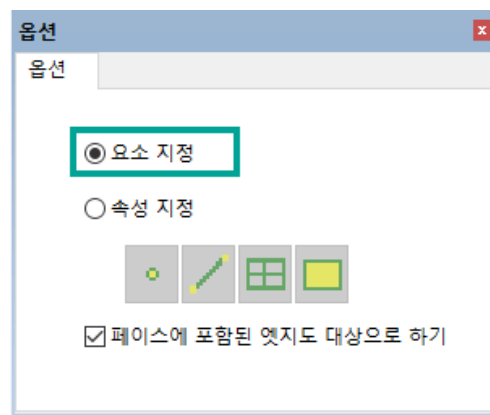 옵션
옵션
요소 지정
속성 지정
페이스에 포함된 엣지도 대상으로 하기